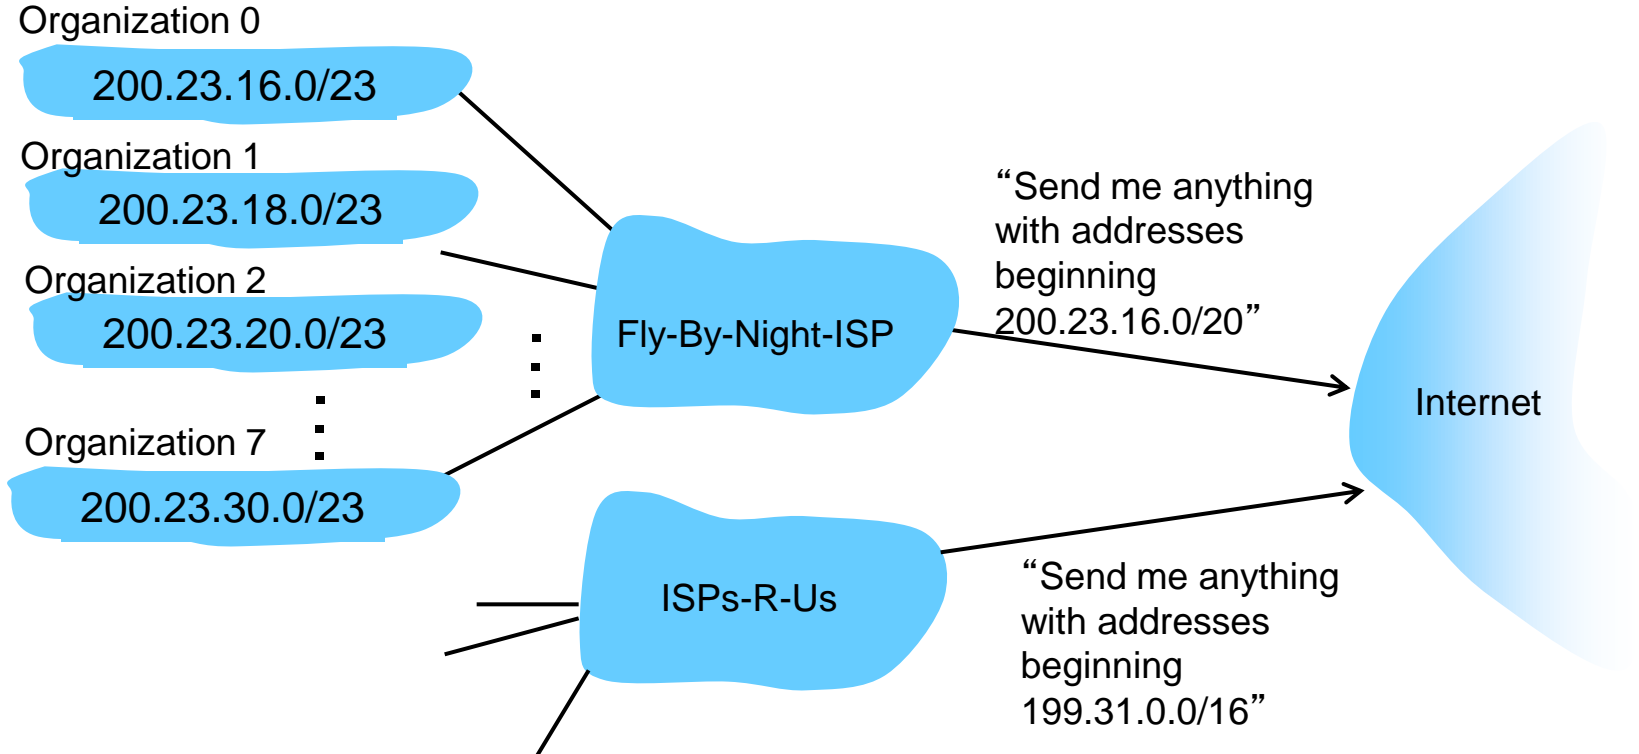 Organization 0
200.23.16.0/23
Organization 1
200.23.18.0/23
Organization 2
200.23.20.0/23
Organization 7
200.23.30.0/23
Fly-By-Night-ISP
“Send me anything
with addresses
beginning
200.23.16.0/20”
Internet
ISPs-R-Us
“Send me anything
with addresses
beginning
199.31.0.0/16”